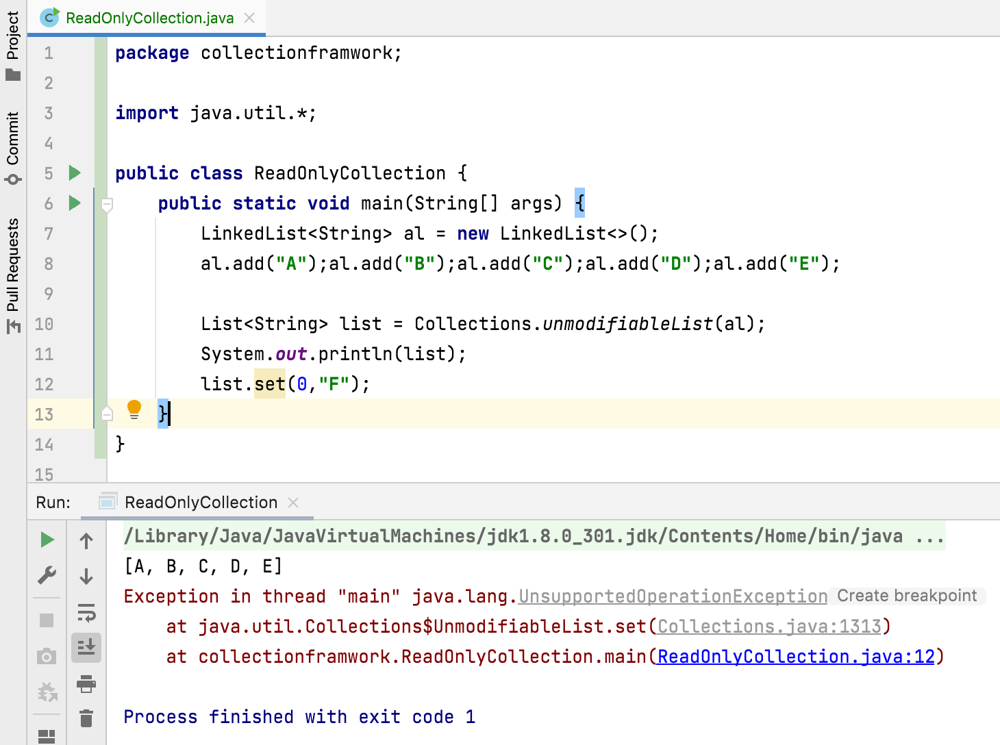 Project
Commit
Pull Requests
ReadOnlyCollection.java
1 package collectionframwork;
2
3 import java.util.*;
4
5 public class ReadOnlyCollection {
6 public static void main(String[] args) {
7 LinkedList<String> al = new LinkedList<>();
8 al.add("A");al.add("B");al.add("C");al.add("D");al.add("E");
9
10 List<String> list = Collections.unmodifiableList(al);
11 System.out.println(list);
12 list.set(0,"F");
13 }
14 }
15
Run: ReadOnlyCollection
/Library/Java/JavaVirtualMachines/jdk1.8.0_301.jdk/Contents/Home/bin/java ...
[A, B, C, D, E]
Exception in thread "main" java.lang.UnsupportedOperationException Create breakpoint
at java.util.Collections$UnmodifiableList.set(Collections.java:1313)
at collectionframwork.ReadOnlyCollection.main(ReadOnlyCollection.java:12)
Process finished with exit code 1